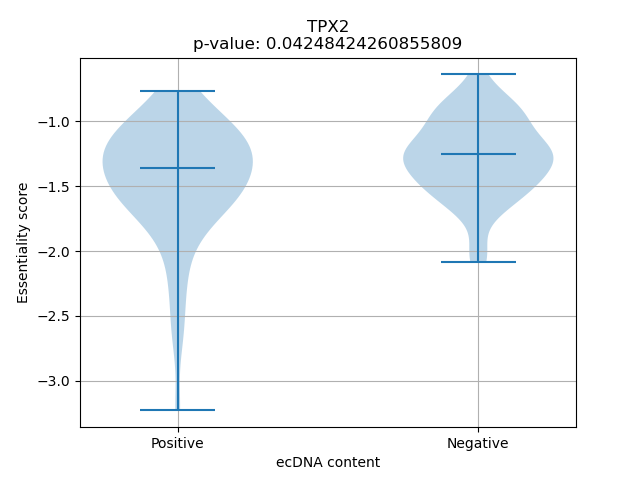 TPX2
p-value: 0.04248424260855809
Essentiality score
−1.0
−1.5
−2.0
−2.5
−3.0
Positive
Negative
ecDNA content